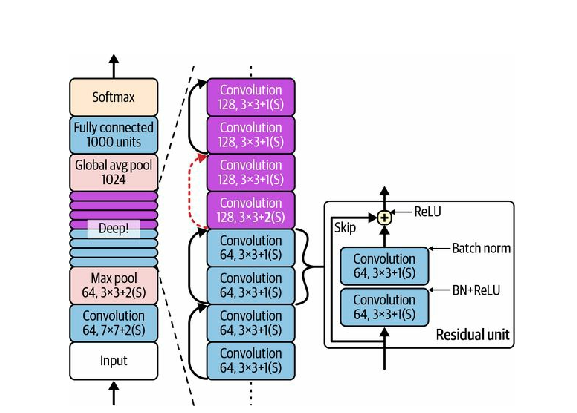 Softmax
Fully connected
1000 units
Global avg pool
1024
Deep!
Max pool
64, 3×3+2(S)
Convolution
64, 7×7+2(S)
Input
Convolution
128, 3×3+1(S)
Convolution
128, 3×3+1(S)
Convolution
128, 3×3+1(S)
Convolution
128, 3×3+2(S)
Convolution
64, 3×3+1(S)
Convolution
64, 3×3+1(S)
Convolution
64, 3×3+1(S)
Convolution
64, 3×3+1(S)
ReLU
Skip
Batch norm
Convolution
64, 3×3+1(S)
BN+ReLU
Convolution
64, 3×3+1(S)
Residual unit